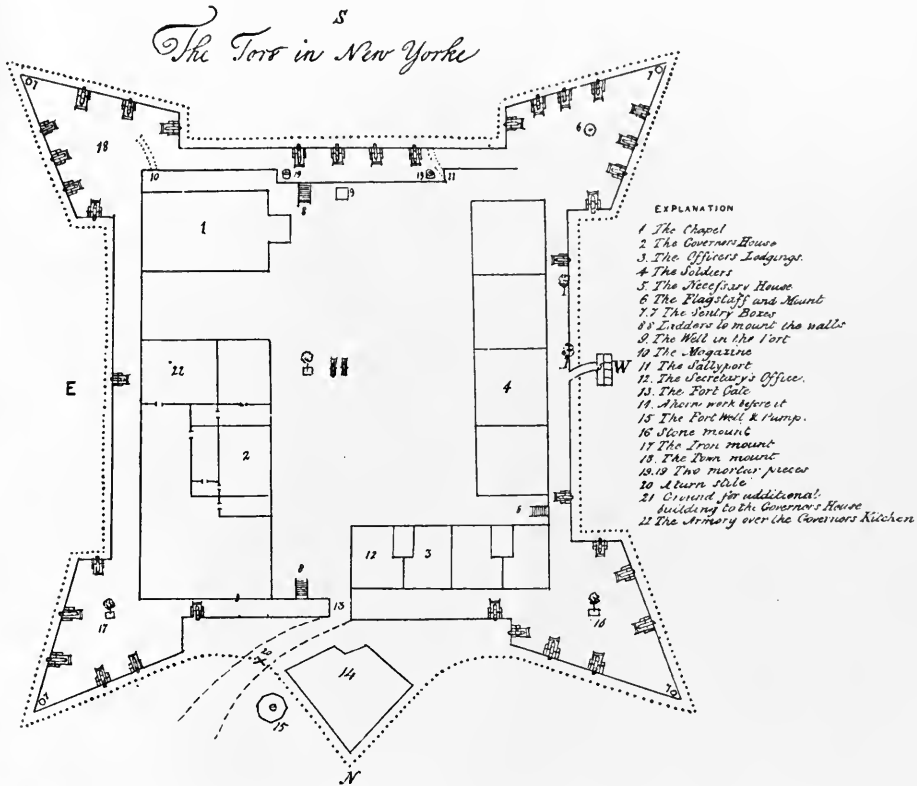 S
The Fort in New Yorke
7
7
18
6
10
19
8
9
19
11
1
EXPLANATION
1 The Chapel
2 The Governors House
3. The Officers Lodgings.
4 The Soldiers
5. The Necessary House
6 The Flagstaff and Mount
7.7 The Sentry Boxes
8 8 Ladders to mount the walls
9. The Well in the Fort
10 The Magazine
11 The Sallyport
12. The Secretary's Office.
13. The Fort Gate
14. A horn work before it
15 The Fort Well & Pump.
16 Stone mount
17 The Iron mount
18. The Town mount
19.19 Two mortar pieces
20 A turn stile
21 Ground for additional
building to the Governors House
22 The Armory over the Governors Kitchen
W
E
22
4
2
8
12
3
8
13
17
16
20
14
7
15
7
N